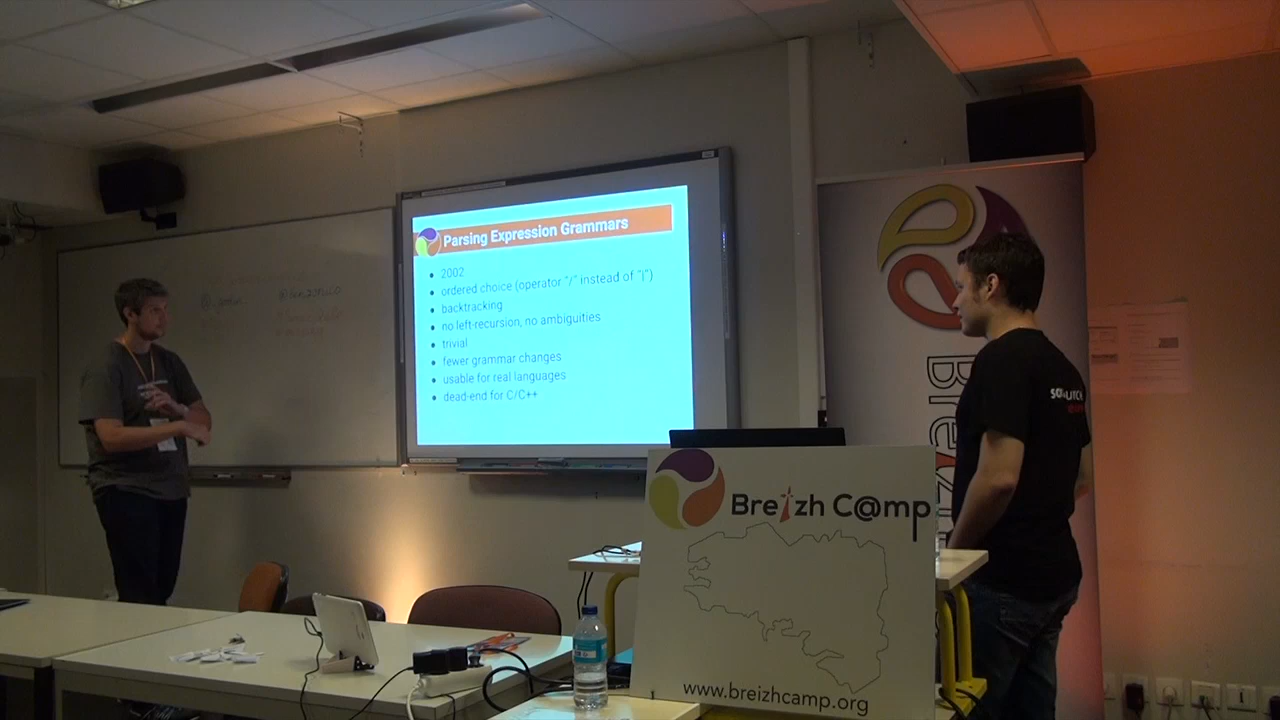 Parsing Expression Grammars
2002
ordered choice (operator "/" instead of "|")
backtracking
no left-recursion, no ambiguities
trivial
fewer grammar changes
usable for real languages
dead-end for C/C++
Breizh C@mp
www.breizhcamp.org
Breizh